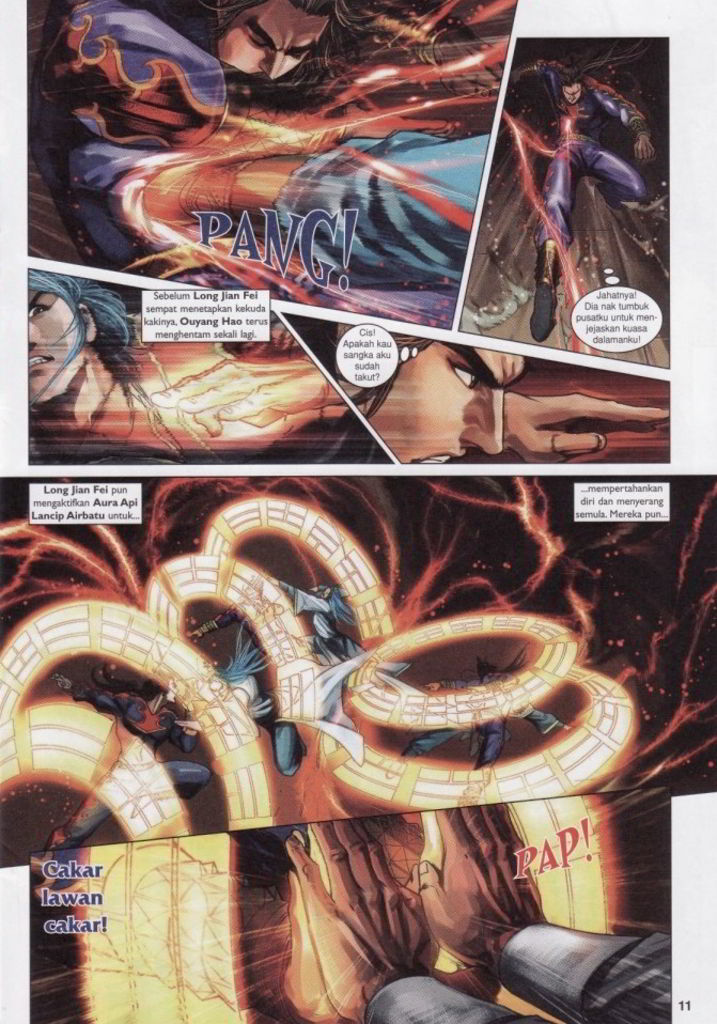 PANG!
Jahatnya!
Dia nak tumbuk
pusatku untuk men-
jejaskan kuasa
dalamanku!
Sebelum Long Jian Fei
sempat menetapkan kekuda
kakinya, Ouyang Hao terus
menghentam sekali lagi.
Cis!
Apakah kau
sangka aku
sudah
takut?
Long Jian Fei pun
mengaktifkan Aura Api
Lancip Airbatu untuk...
...mempertahankan
diri dan menyerang
semula. Mereka pun...
Cakar
lawan
cakar!
PAP!
11